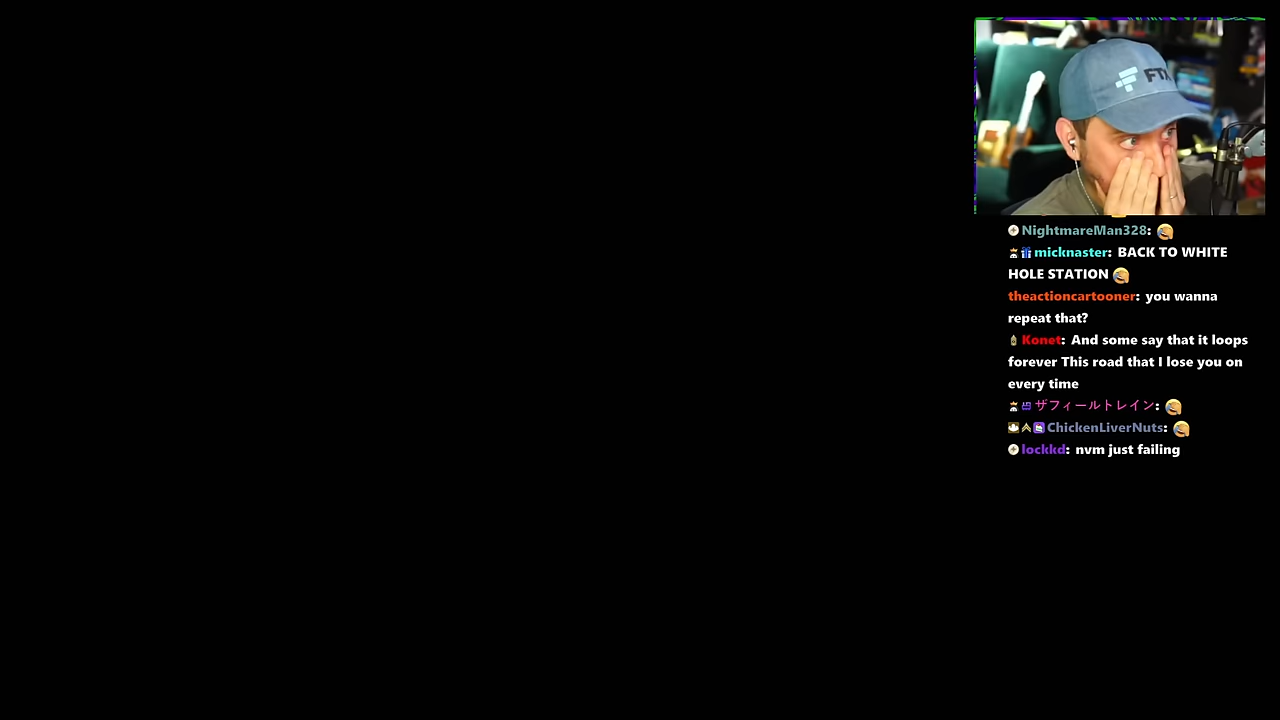 FTX
NightmareMan328:
micknaster: BACK TO WHITE
HOLE STATION
theactioncartooner: you wanna
repeat that?
Konet: And some say that it loops
forever This road that I lose you on
every time
ザフィールトレイン:
ChickenLiverNuts:
lockkd: nvm just failing